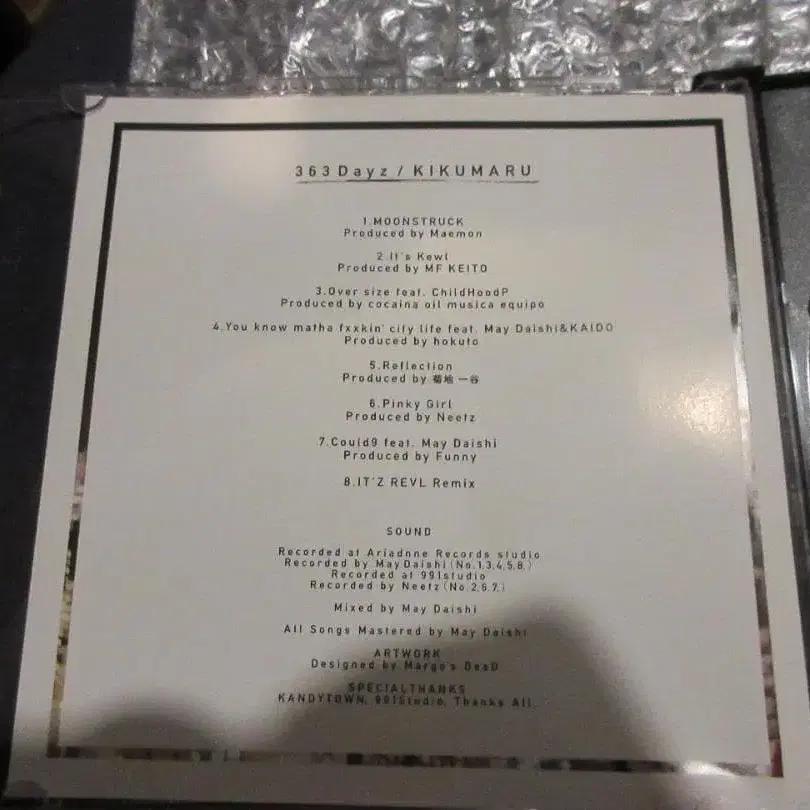 363Dayz / KIKUMARU
1.MOONSTRUCK
Produced by Maemon
2.It's Kewl
Produced by MF KEITO
3.Over size feat. ChildHoodP
Produced by cocaina oil musica equipo
4.You know matha fxxkin' city life feat. May Daishi&KAIDO
Produced by hokuto
5.Reflection
Produced by 菊地 一谷
6.Pinky Girl
Produced by Neetz
7.Could9 feat. May Daishi
Produced by Funny
8.IT'Z REVL Remix
SOUND
Recorded at Ariadnne Records studio
Recorded by MayDaishi(No.1,3,4,5,8,)
Recorded at 991studio
Recorded by Neetz(No.2,6,7,)
Mixed by May Daishi
All Songs Mastered by May Daishi
ARTWORK
Designed by Margo's DeaD
SPECIALTHANKS
KANDYTOWN, 991Studio, Thanks All.